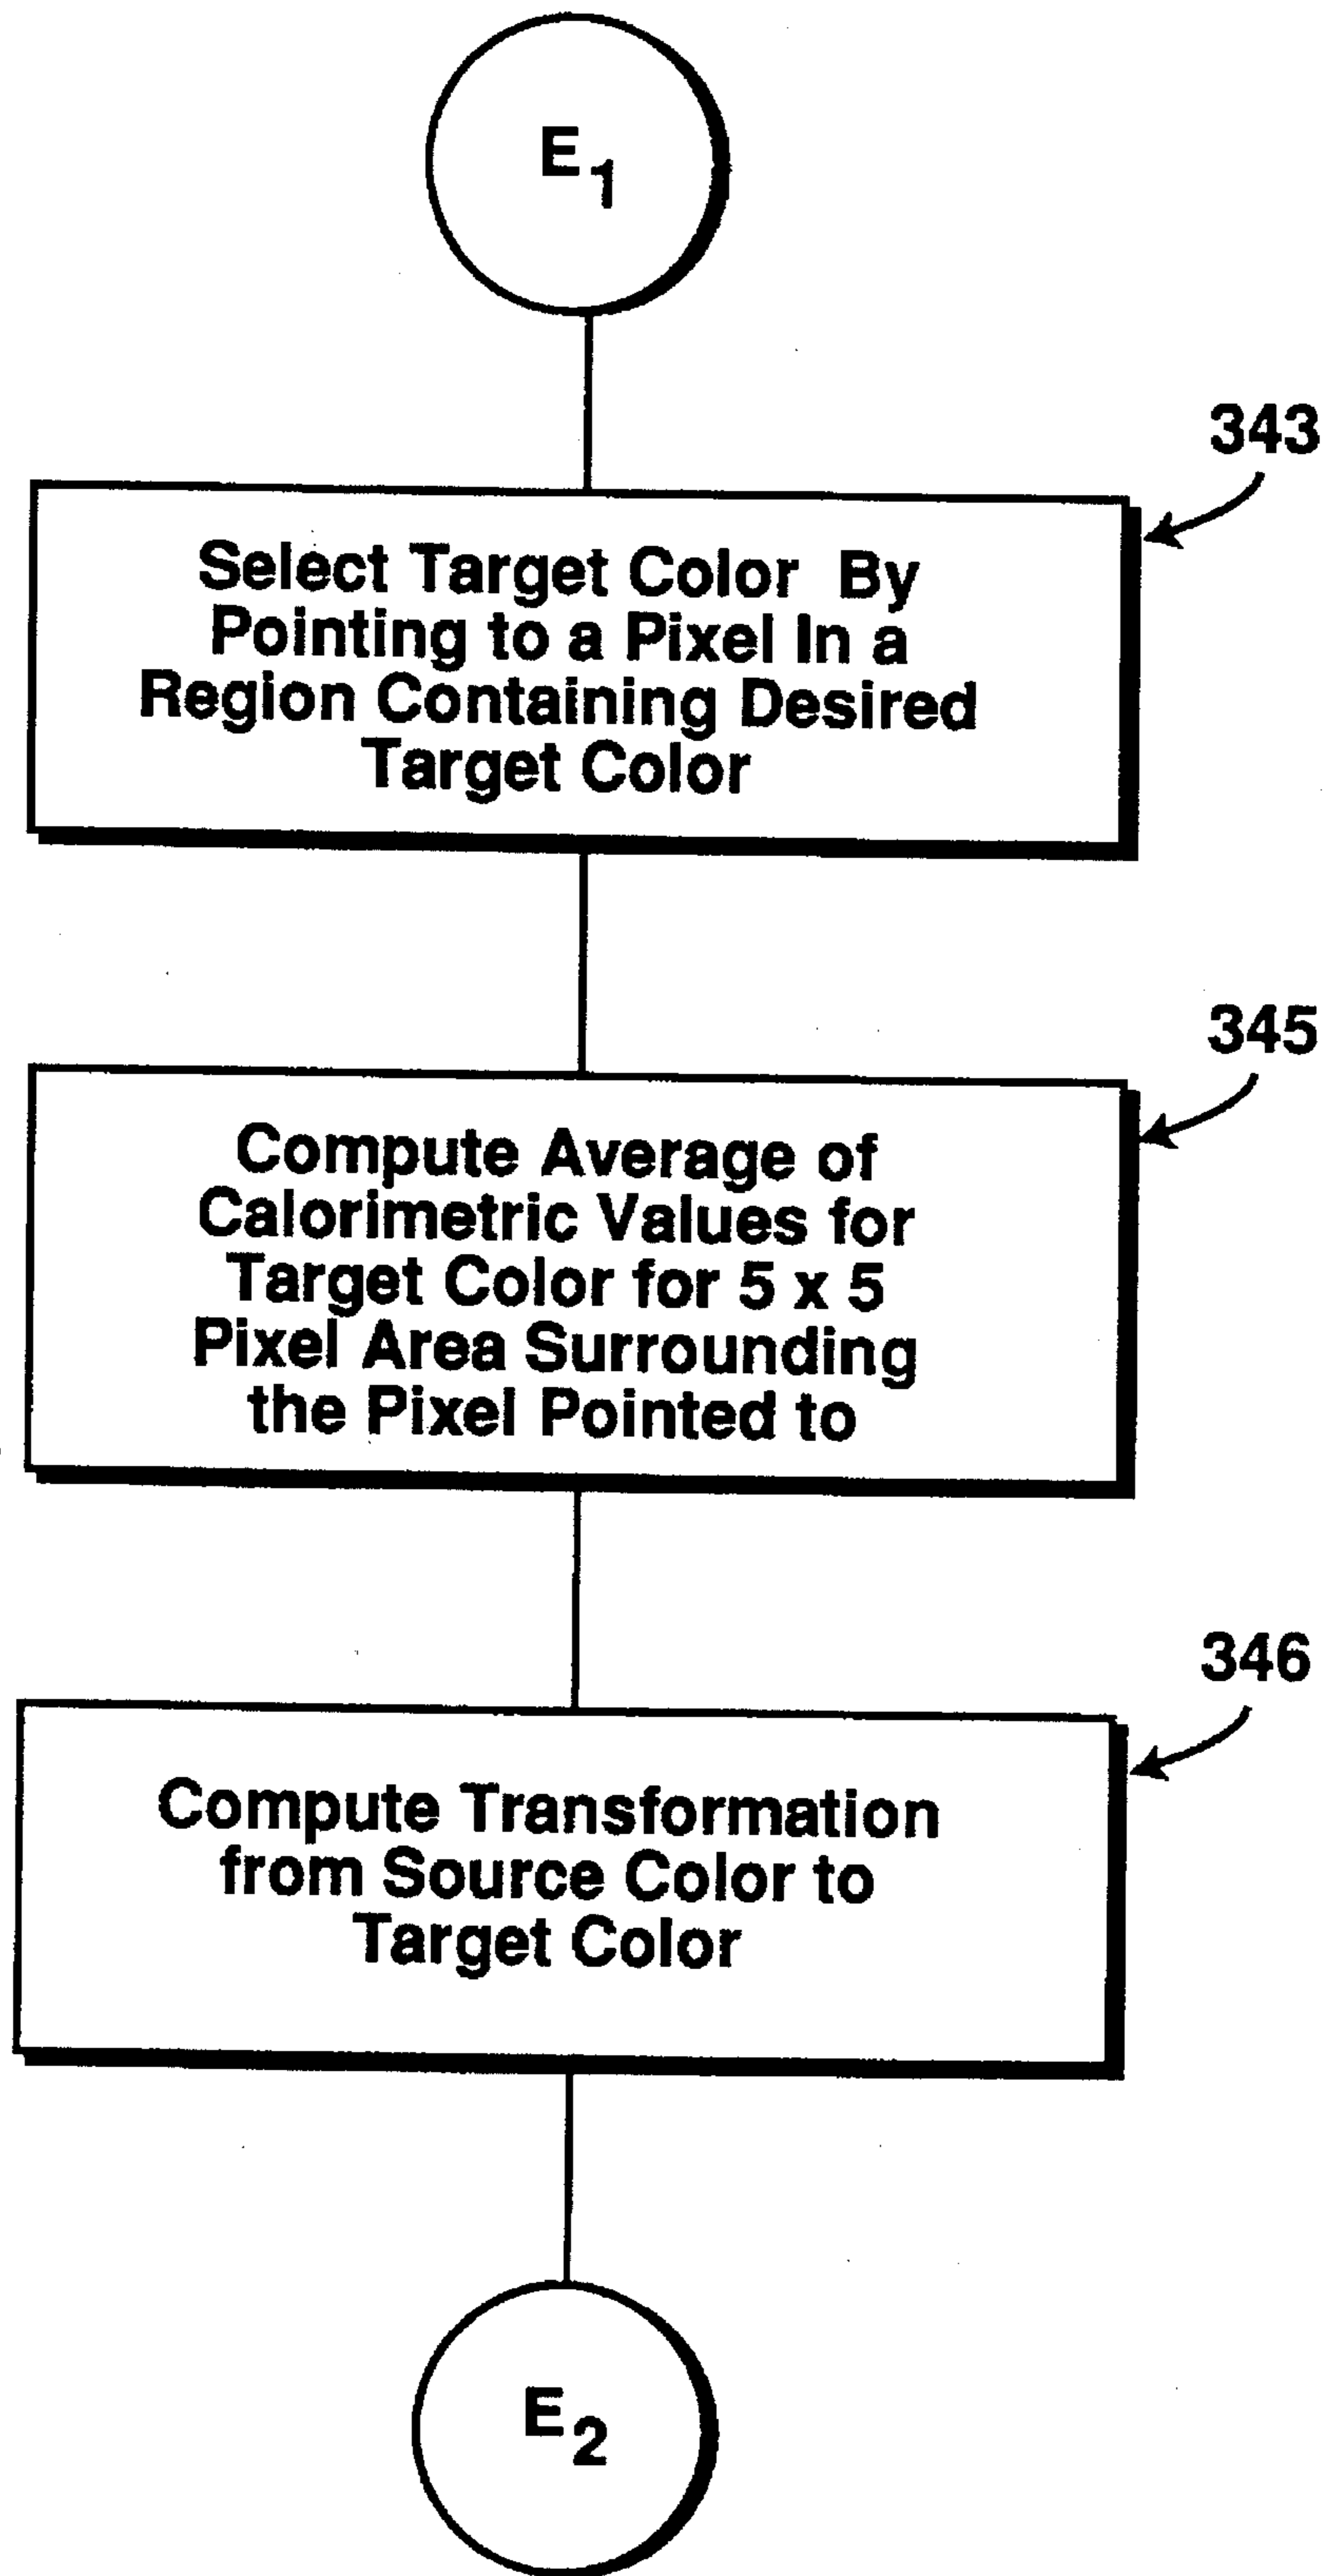 E1
343
Select Target Color By
Pointing to a Pixel In a
Region Containing Desired
Target Color
345
Compute Average of
Calorimetric Values for
Target Color for 5 x 5
Pixel Area Surrounding
the Pixel Pointed to
346
Compute Transformation
from Source Color to
Target Color
E2